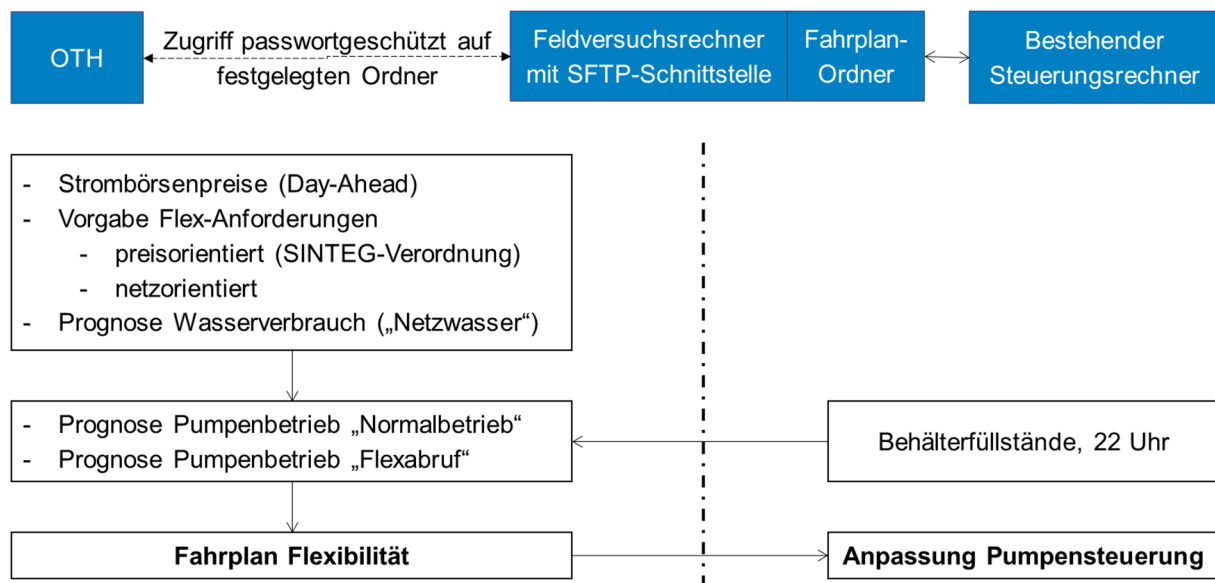 OTH
Zugriff passwortgeschützt auf
festgelegten Ordner
Feldversuchsrechner
mit SFTP-Schnittstelle
Fahrplan-
Ordner
Bestehender
Steuerungsrechner
- Strombörsenpreise (Day-Ahead)
- Vorgabe Flex-Anforderungen
- preisorientiert (SINTEG-Verordnung)
- netzorientiert
- Prognose Wasserverbrauch („Netzwasser“)
- Prognose Pumpenbetrieb „Normalbetrieb“
- Prognose Pumpenbetrieb „Flexabruf“
Behälterfüllstände, 22 Uhr
Fahrplan Flexibilität
Anpassung Pumpensteuerung